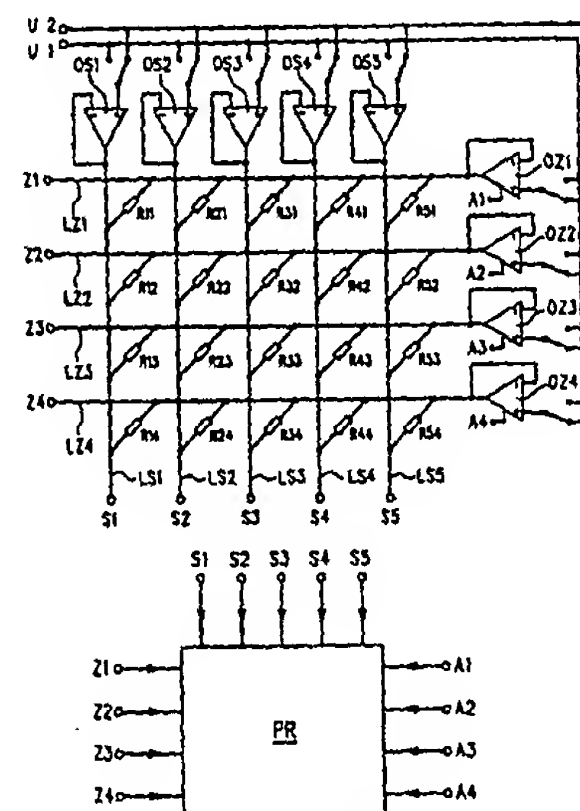 U 2
U 1
OS1 OS2 OS3 OS4 OS5
Z1 OZ1
LZ1 R11 R21 R31 R41 R51 A1
Z2 OZ2
LZ2 R12 R22 R32 R42 R52 A2
Z3 OZ3
LZ3 R13 R23 R33 R43 R53 A3
Z4 OZ4
LZ4 R14 R24 R34 R44 R54 A4
LS1 LS2 LS3 LS4 LS5
S1 S2 S3 S4 S5
S1 S2 S3 S4 S5
Z1 A1
Z2 PR A2
Z3 A3
Z4 A4